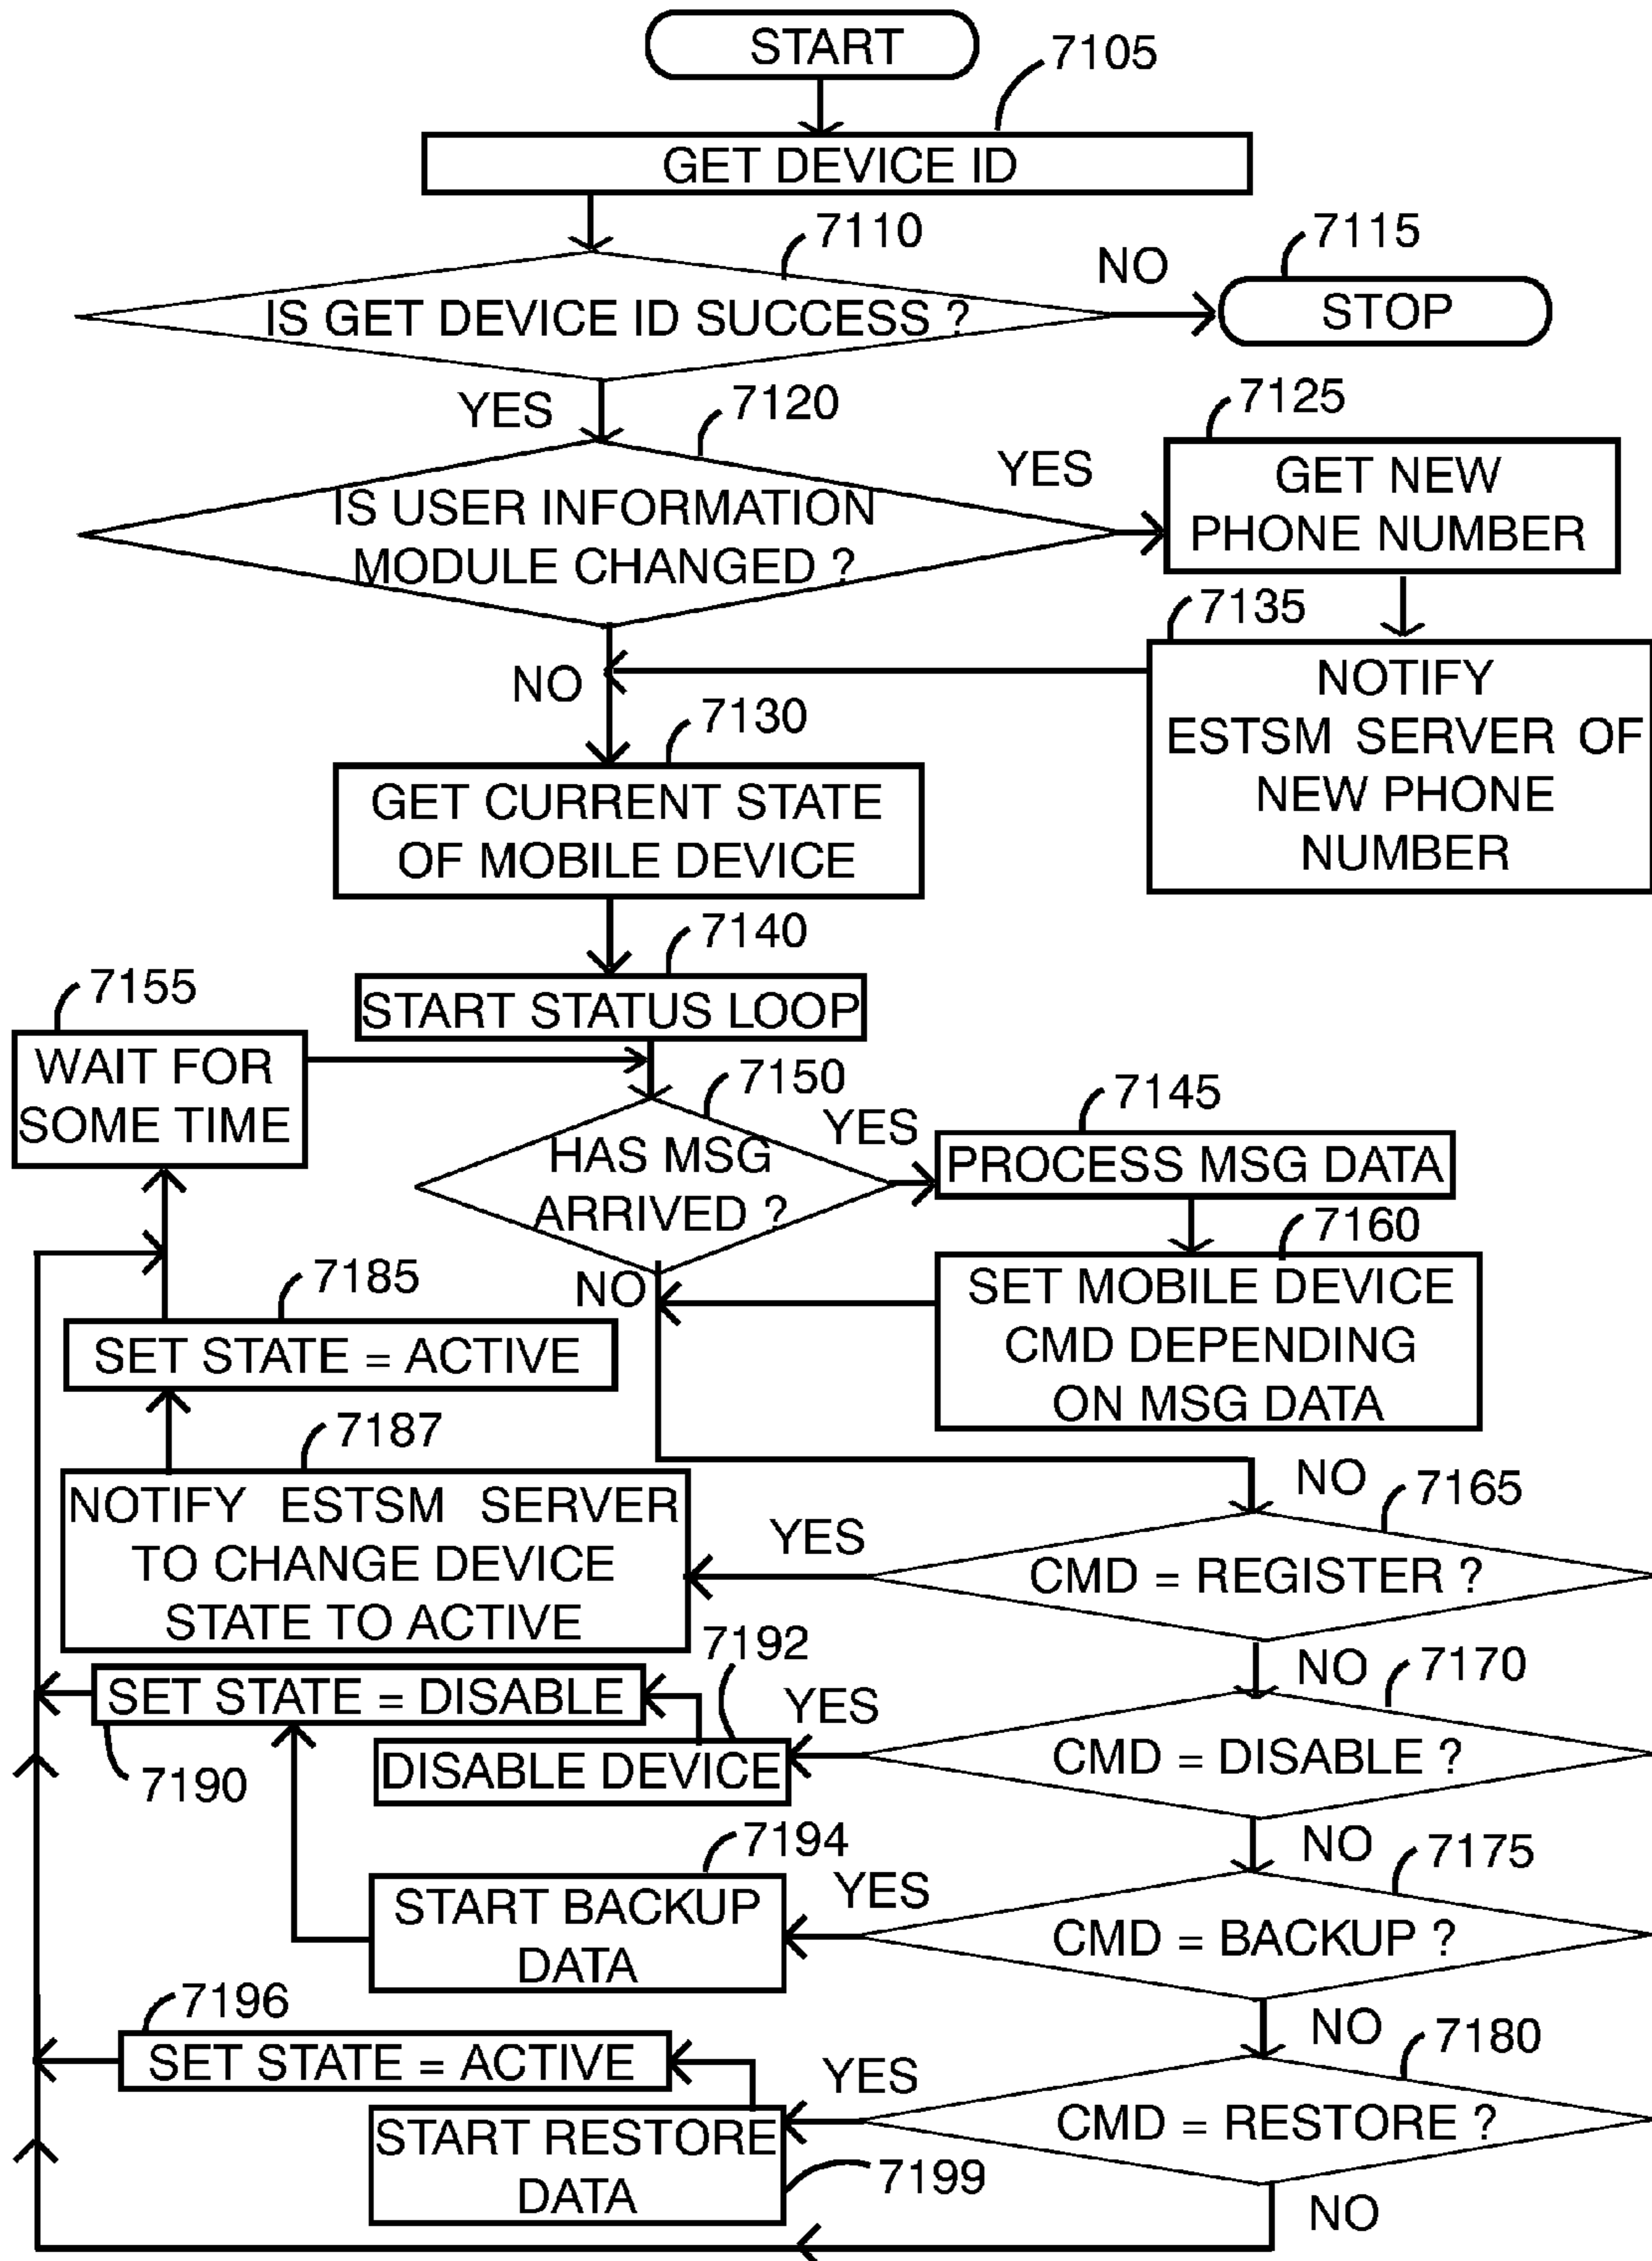 START
7105
GET DEVICE ID
7110
IS GET DEVICE ID SUCCESS ?
NO
7115
STOP
YES
7120
IS USER INFORMATION
MODULE CHANGED ?
YES
7125
GET NEW
PHONE NUMBER
7135
NOTIFY
ESTSM SERVER OF
NEW PHONE
NUMBER
NO
7130
GET CURRENT STATE
OF MOBILE DEVICE
7140
START STATUS LOOP
7155
WAIT FOR
SOME TIME
7150
HAS MSG
ARRIVED ?
YES
7145
PROCESS MSG DATA
7160
SET MOBILE DEVICE
CMD DEPENDING
ON MSG DATA
NO
7185
SET STATE = ACTIVE
7187
NOTIFY ESTSM SERVER
TO CHANGE DEVICE
STATE TO ACTIVE
NO
7165
YES
CMD = REGISTER ?
7192
NO
7170
SET STATE = DISABLE
YES
7190
DISABLE DEVICE
CMD = DISABLE ?
7194
NO
7175
START BACKUP
DATA
YES
CMD = BACKUP ?
7196
NO
7180
SET STATE = ACTIVE
YES
CMD = RESTORE ?
START RESTORE
DATA
7199
NO